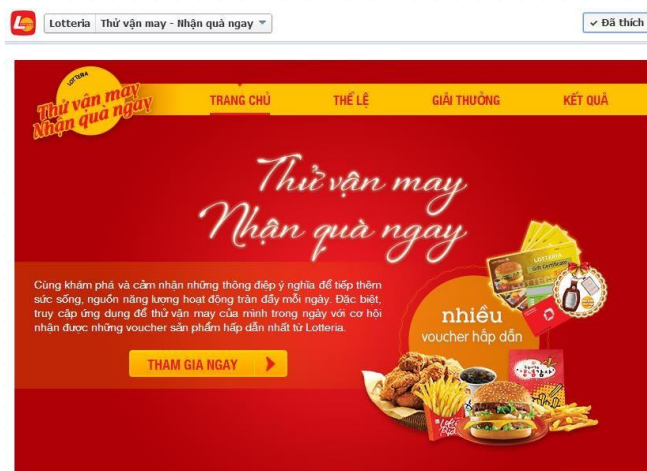 Lotteria Thử vận may - Nhận quà ngay
✓ Đã thích
LOTTERIA
Thử vận may
Nhận quà ngay
TRANG CHỦ THỂ LỆ GIẢI THƯỞNG KẾT QUẢ
Thử vận may
Nhận quà ngay
Cùng khám phá và cảm nhận những thông điệp ý nghĩa để tiếp thêm
sức sống, nguồn năng lượng hoạt động tràn đầy mỗi ngày. Đặc biệt,
truy cập ứng dụng để thử vận may của mình trong ngày với cơ hội
nhận được những voucher sản phẩm hấp dẫn nhất từ Lotteria.
THAM GIA NGAY
LOTTERIA
Gift Certificate
nhiều
voucher hấp dẫn